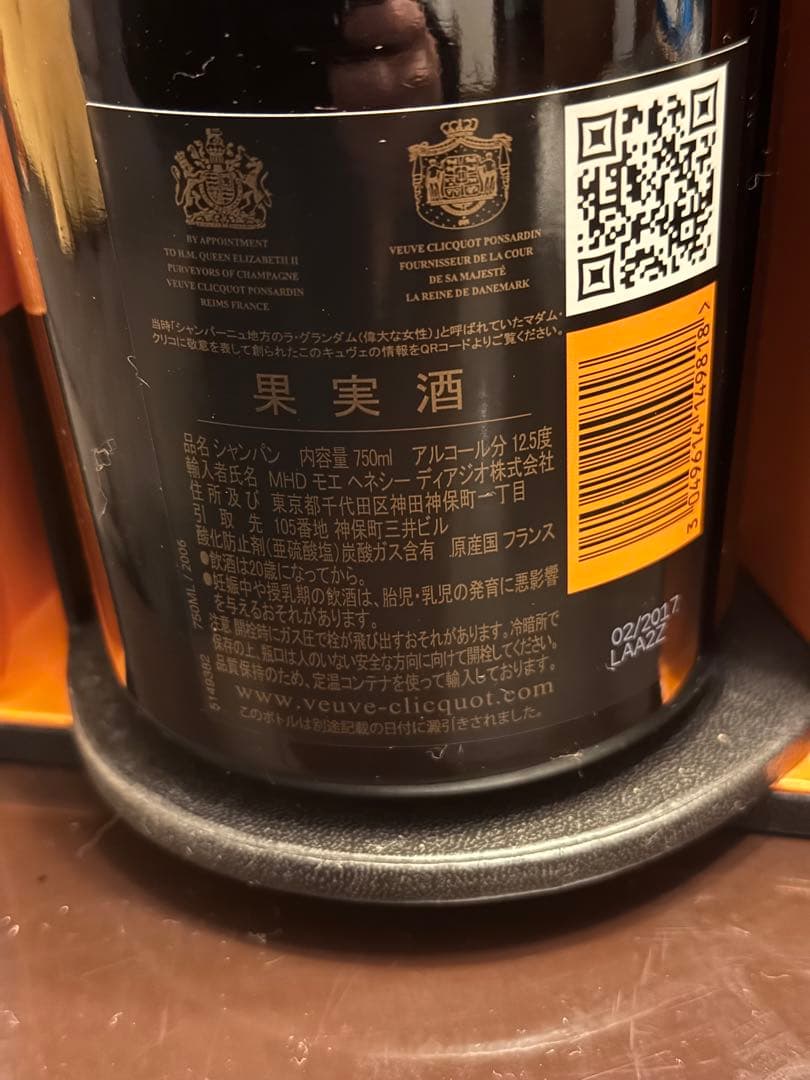 BY APPOINTMENT
TO H.M. QUEEN ELIZABETH II
PURVEYORS OF CHAMPAGNE
VEUVE CLICQUOT PONSARDIN
REIMS FRANCE
VEUVE CLICQUOT PONSARDIN
FOURNISSEUR DE LA COUR
DE SA MAJESTÉ
LA REINE DE DANEMARK
当時「シャンパーニュ地方のラ・グランダム(偉大な女性)」と呼ばれていたマダム・
クリコに敬意を表して創られたこのキュヴェの情報をQRコードよりご覧ください。
果実酒
品名 シャンパン 内容量 750ml アルコール分 12.5度
輸入者氏名 MHD モエ ヘネシー ディアジオ株式会社
住所及び 東京都千代田区神田神保町一丁目
引取先 105番地 神保町三井ビル
酸化防止剤(亜硫酸塩)炭酸ガス含有 原産国 フランス
●飲酒は20歳になってから。
●妊娠中や授乳期の飲酒は、胎児・乳児の発育に悪影響
を与えるおそれがあります。
注意 開栓時にガス圧で栓が飛び出すおそれがあります。冷暗所で
保存の上、瓶口は人のいない安全な方向に向けて開栓してください。
品質保持のため、定温コンテナを使って輸入しております。
www.veuve-clicquot.com
このボトルは別途記載の日付に澱引きされました。
750ML / 2006
3 049614 149818 >
02/2017
LAA2Z